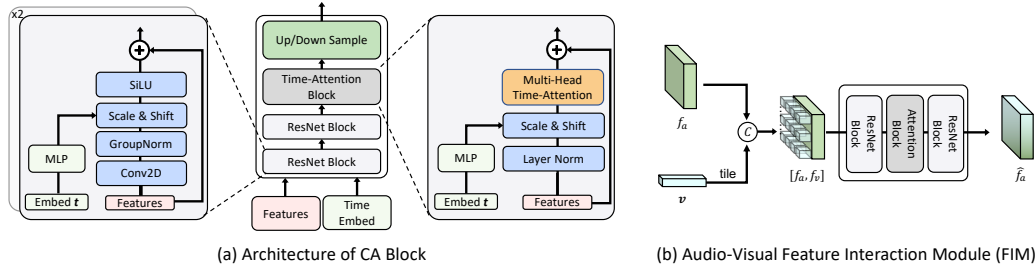 x2
SiLU
Scale & Shift
GroupNorm
Conv2D
Features
MLP
Embed t
Up/Down Sample
Time-Attention
Block
ResNet Block
ResNet Block
Features
Time
Embed
Multi-Head
Time-Attention
Scale & Shift
Layer Norm
Features
MLP
Embed t
(a) Architecture of CA Block
f_a
C
tile
v
[f_a, f_v]
ResNet
Block
Attention
Block
ResNet
Block
f̂_a
(b) Audio-Visual Feature Interaction Module (FIM)